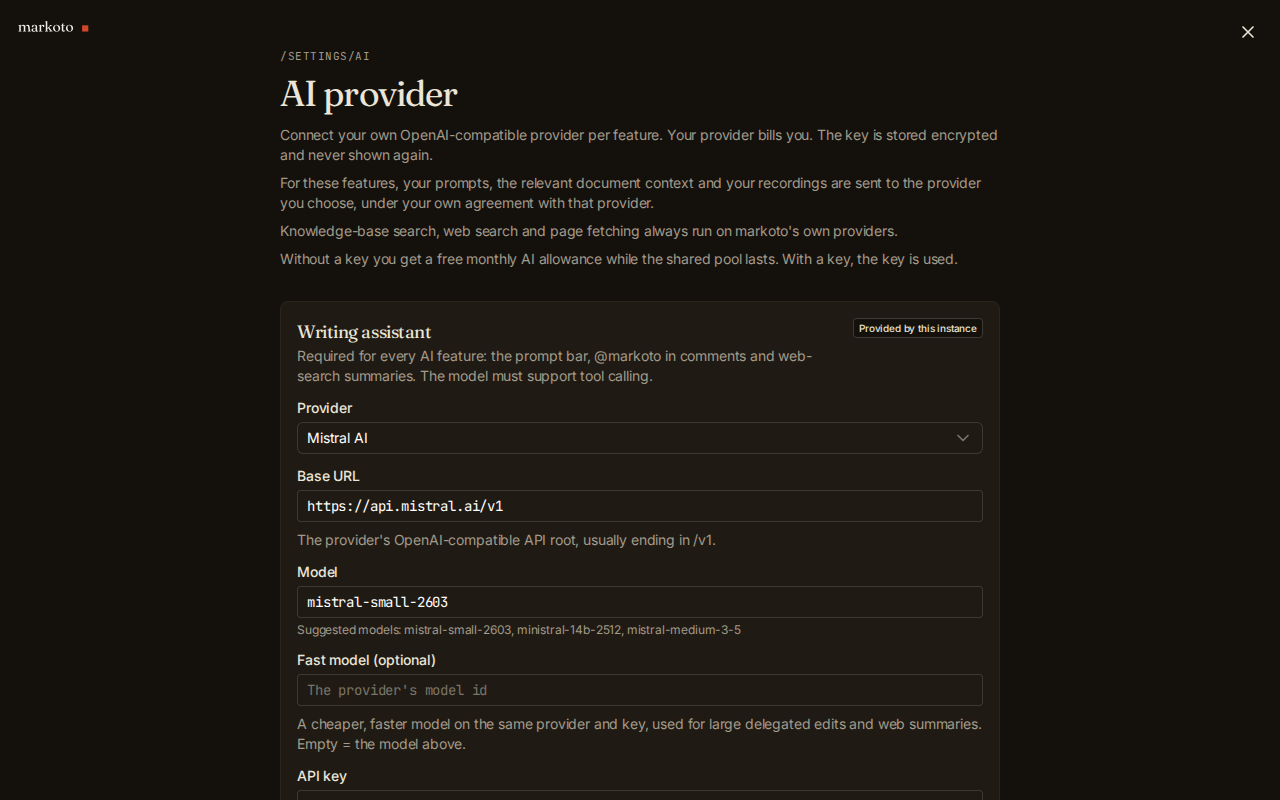 markoto
/SETTINGS/AI
AI provider
Connect your own OpenAI-compatible provider per feature. Your provider bills you. The key is stored encrypted
and never shown again.
For these features, your prompts, the relevant document context and your recordings are sent to the provider
you choose, under your own agreement with that provider.
Knowledge-base search, web search and page fetching always run on markoto's own providers.
Without a key you get a free monthly AI allowance while the shared pool lasts. With a key, the key is used.
Writing assistant
Provided by this instance
Required for every AI feature: the prompt bar, @markoto in comments and web-
search summaries. The model must support tool calling.
Provider
Mistral AI
Base URL
https://api.mistral.ai/v1
The provider's OpenAI-compatible API root, usually ending in /v1.
Model
mistral-small-2603
Suggested models: mistral-small-2603, ministral-14b-2512, mistral-medium-3-5
Fast model (optional)
The provider's model id
A cheaper, faster model on the same provider and key, used for large delegated edits and web summaries.
Empty = the model above.
API key